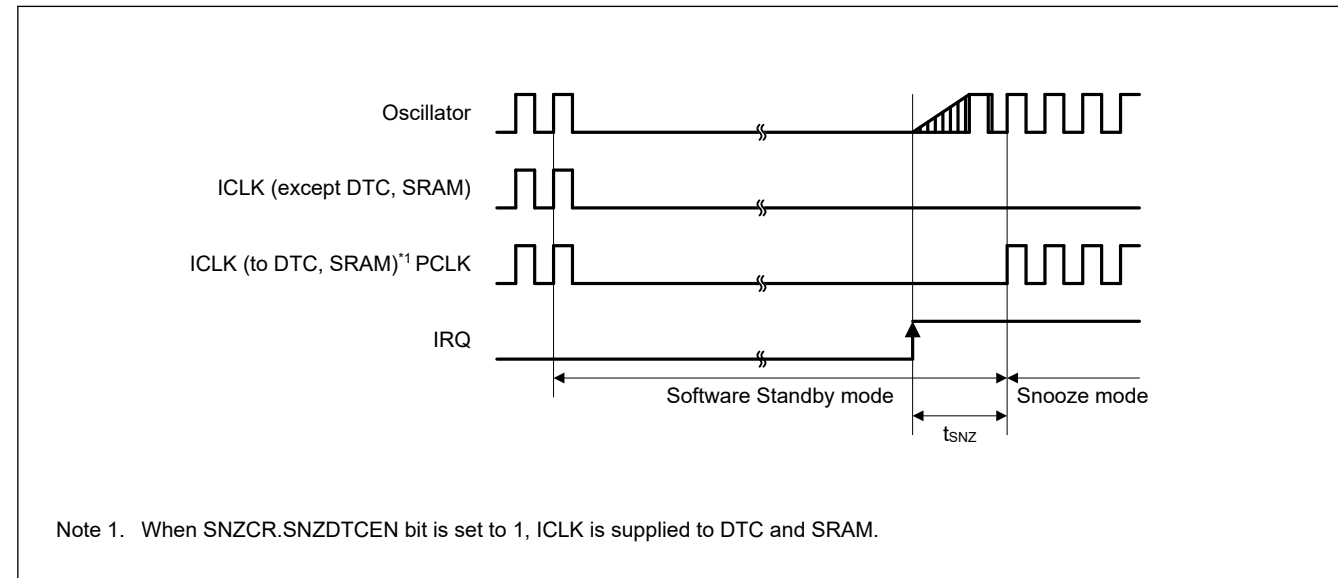 Oscillator
ICLK (except DTC, SRAM)
ICLK (to DTC, SRAM)*1 PCLK
IRQ
Software Standby mode
Snooze mode
tSNZ
Note 1. When SNZCR.SNZDTCEN bit is set to 1, ICLK is supplied to DTC and SRAM.